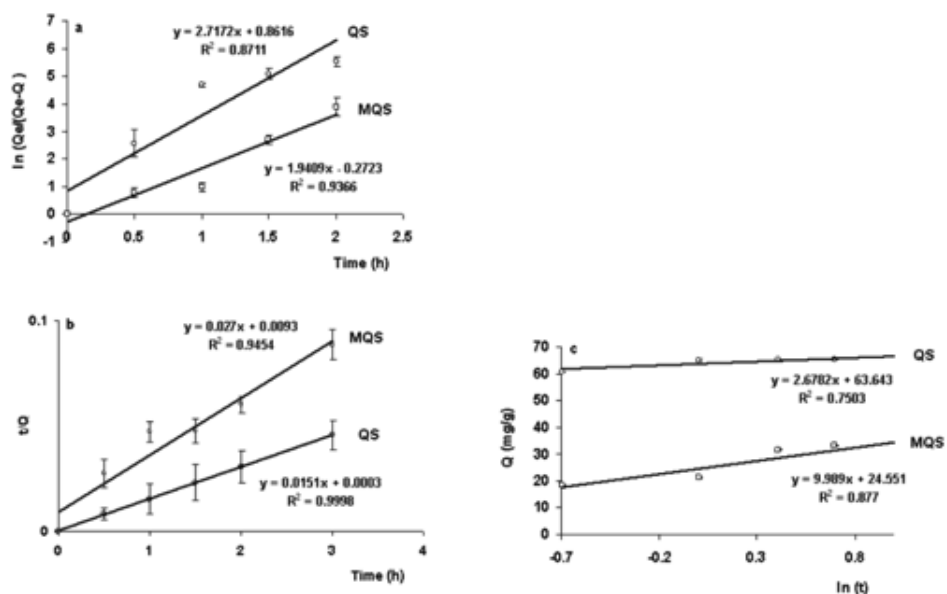 a
y = 2.7172x + 0.8616
R² = 0.8711
QS
MQS
y = 1.9409x - 0.2723
R² = 0.9366
ln (Qe/(Qe-Q )
7
6
5
4
3
2
1
0
-1
0 0.5 1 1.5 2 2.5
Time (h)
b
y = 0.027x + 0.0093
R² = 0.9454
MQS
QS
y = 0.0151x + 0.0003
R² = 0.9998
t/Q
0.1
0
0 1 2 3 4
Time (h)
c
QS
y = 2.6782x + 63.643
R² = 0.7503
MQS
y = 9.989x + 24.551
R² = 0.877
Q (mg/g)
70
60
50
40
30
20
10
0
-0.7 -0.2 0.3 0.8
ln (t)